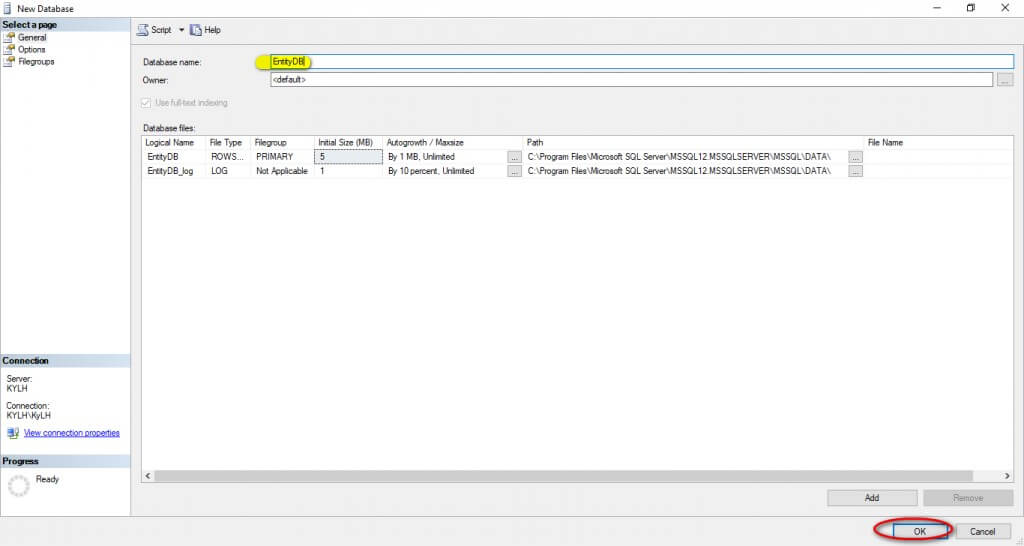 New Database
Select a page
General
Options
Filegroups
Script
Help
Database name:
EntityDB
Owner:
<default>
...
Use full-text indexing
Database files:
Logical Name File Type Filegroup Initial Size (MB) Autogrowth / Maxsize Path File Name
EntityDB ROWS... PRIMARY 5 By 1 MB, Unlimited ... C:\Program Files\Microsoft SQL Server\MSSQL12.MSSQLSERVER\MSSQL\DATA\ ...
EntityDB_log LOG Not Applicable 1 By 10 percent, Unlimited ... C:\Program Files\Microsoft SQL Server\MSSQL12.MSSQLSERVER\MSSQL\DATA\ ...
Connection
Server:
KYLH
Connection:
KYLH\KyLH
View connection properties
Progress
Ready
Add Remove
OK Cancel